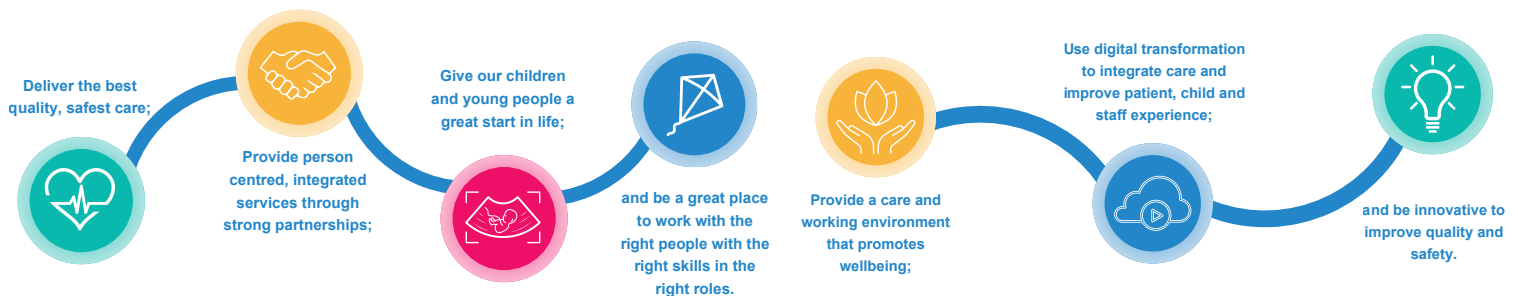 Deliver the best
quality, safest care;
Provide person
centred, integrated
services through
strong partnerships;
Give our children
and young people a
great start in life;
and be a great place
to work with the
right people with the
right skills in the
right roles.
Provide a care and
working environment
that promotes
wellbeing;
Use digital transformation
to integrate care and
improve patient, child and
staff experience;
and be innovative to
improve quality and
safety.